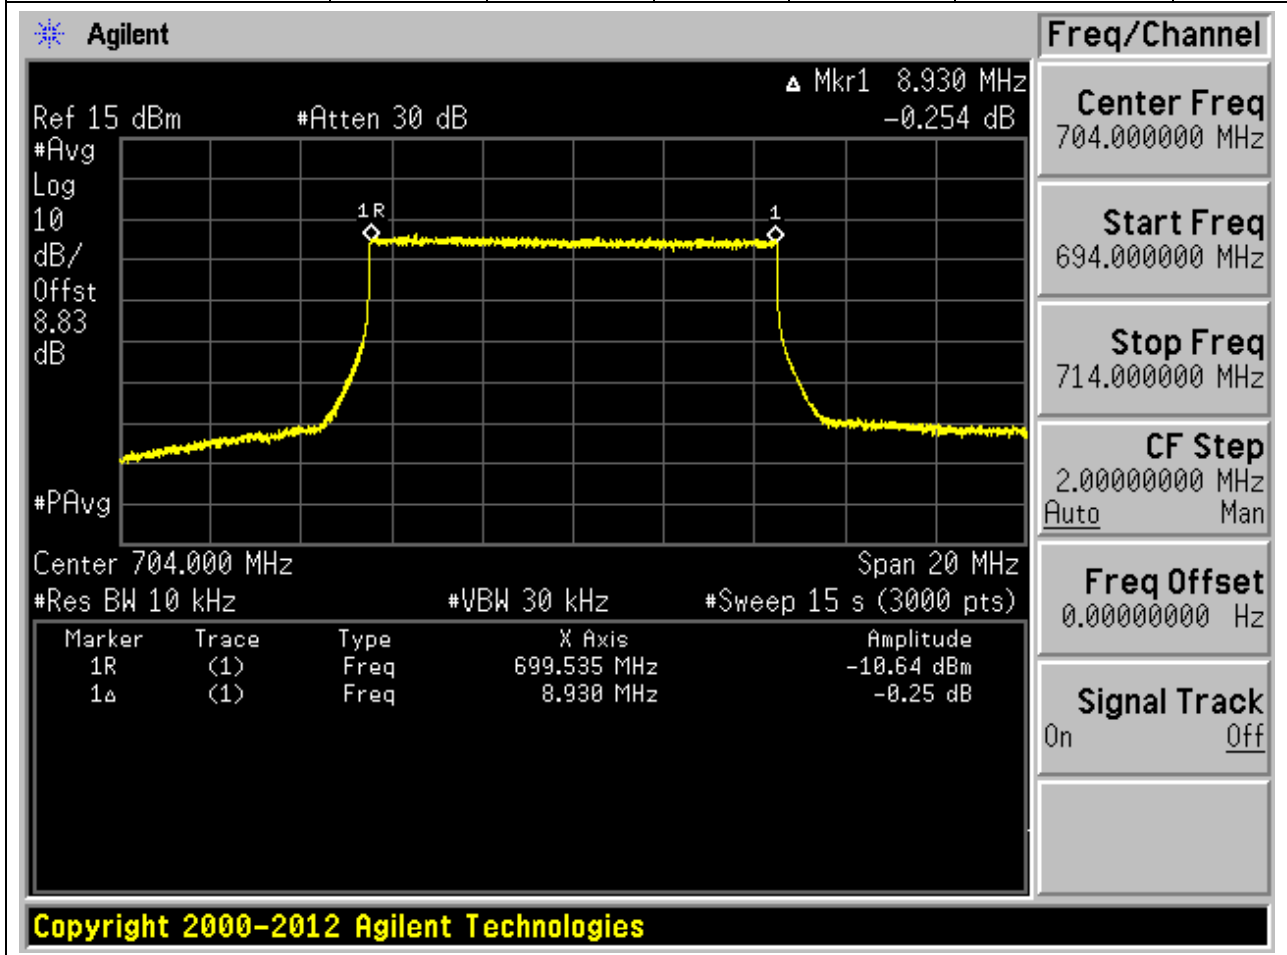 Agilent
Freq/Channel
Δ Mkr1 8.930 MHz
Ref 15 dBm #Atten 30 dB -0.254 dB
#Avg
Log
10
dB/
Offst
8.83
dB
1R
1
#PAvg
Center 704.000 MHz Span 20 MHz
#Res BW 10 kHz #VBW 30 kHz #Sweep 15 s (3000 pts)
Marker Trace Type X Axis Amplitude
1R (1) Freq 699.535 MHz -10.64 dBm
1Δ (1) Freq 8.930 MHz -0.25 dB
Center Freq
704.000000 MHz
Start Freq
694.000000 MHz
Stop Freq
714.000000 MHz
CF Step
2.00000000 MHz
Auto Man
Freq Offset
0.00000000 Hz
Signal Track
On Off
Copyright 2000-2012 Agilent Technologies